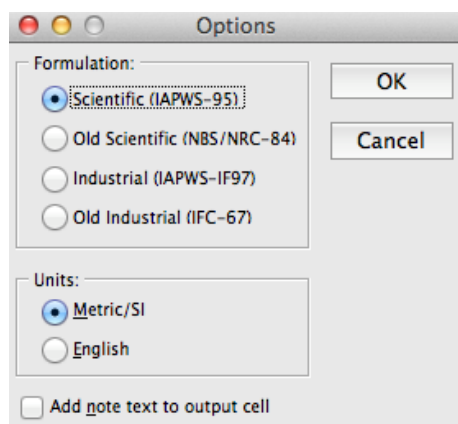 Options
Formulation:
Scientific (IAPWS-95)
Old Scientific (NBS/NRC-84)
Industrial (IAPWS-IF97)
Old Industrial (IFC-67)
OK
Cancel
Units:
Metric/SI
English
Add note text to output cell